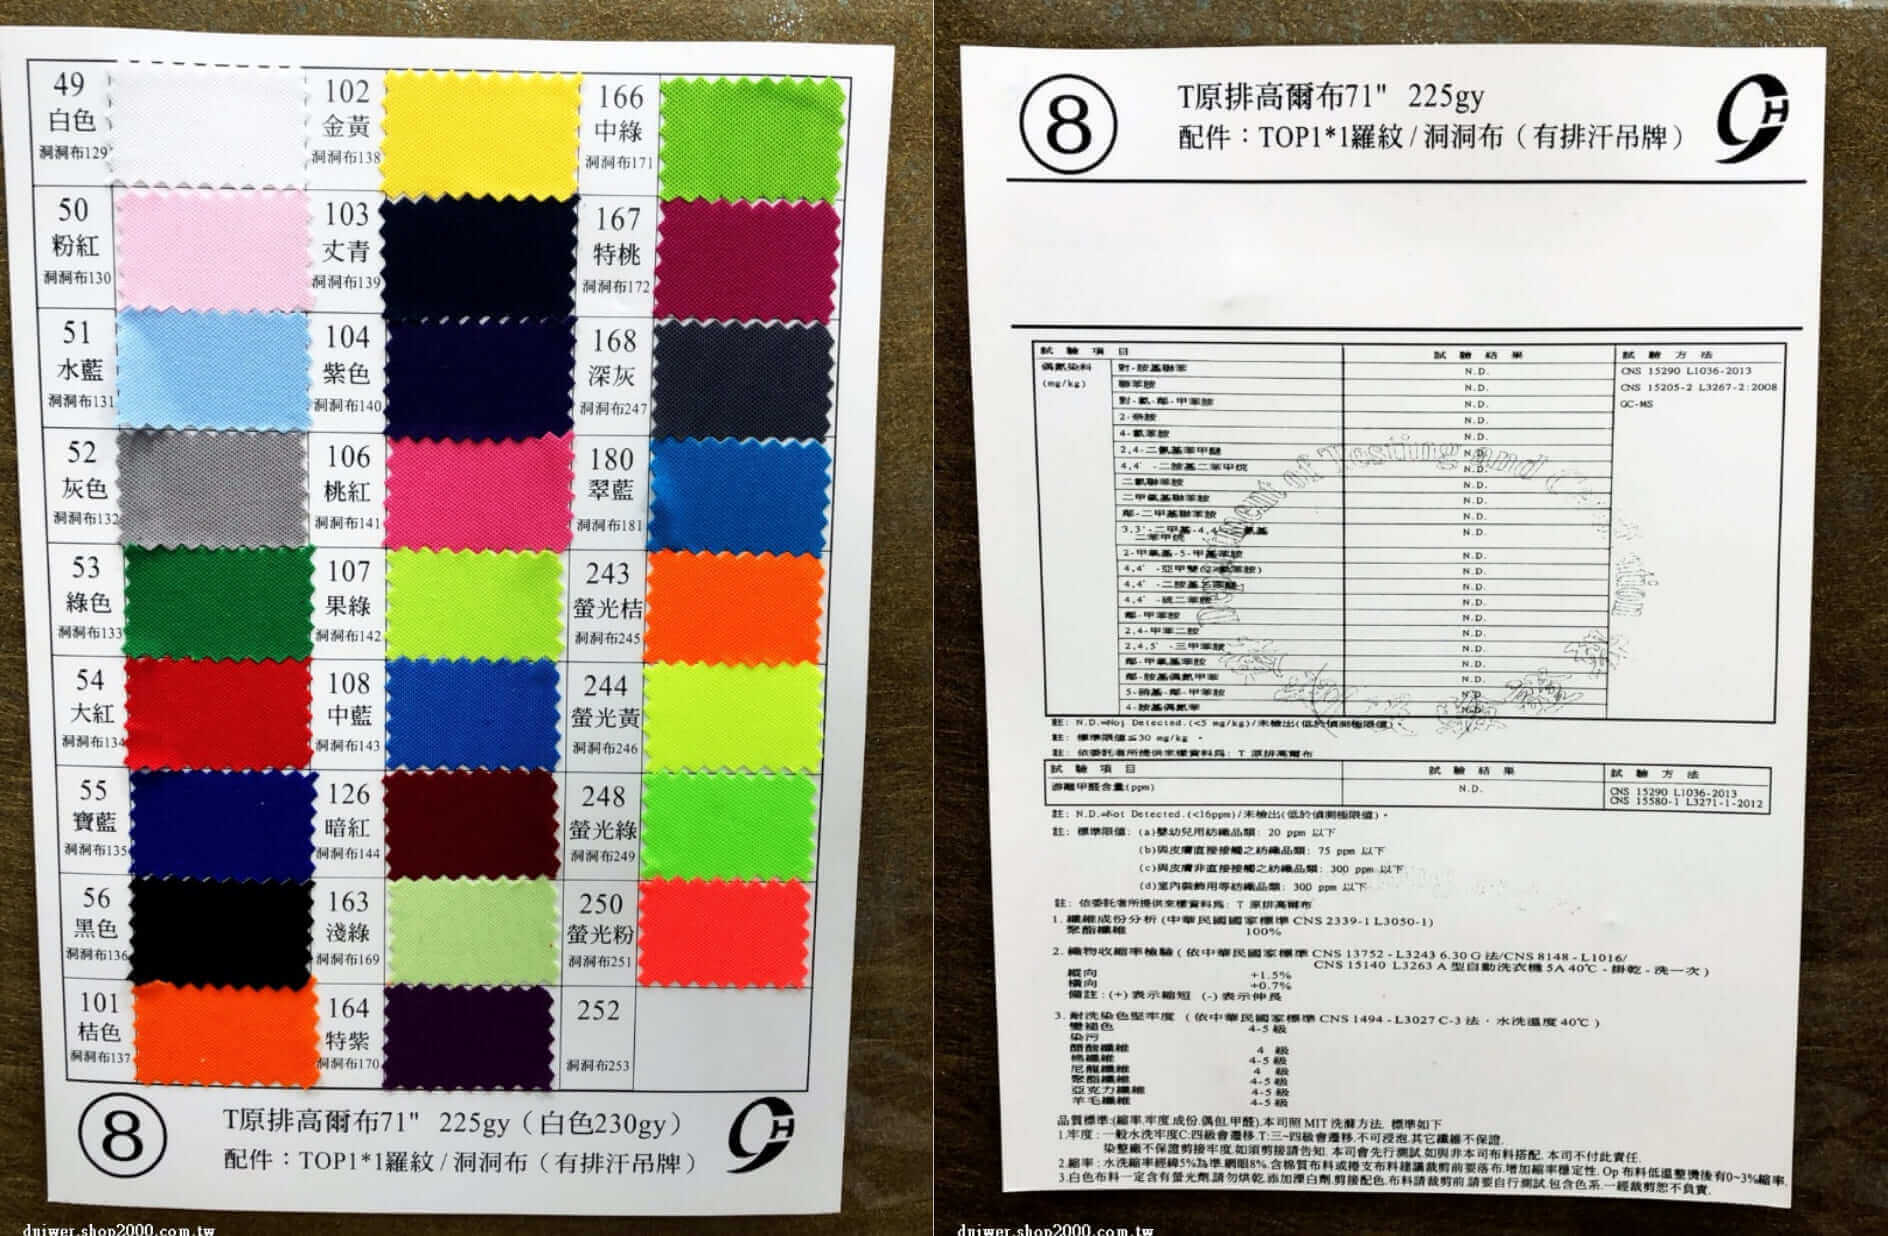 49
白色
洞洞布129
50
粉紅
洞洞布130
51
水藍
洞洞布131
52
灰色
洞洞布132
53
綠色
洞洞布133
54
大紅
洞洞布134
55
寶藍
洞洞布135
56
黑色
洞洞布136
101
桔色
洞洞布137
102
金黃
洞洞布138
103
丈青
洞洞布139
104
紫色
洞洞布140
106
桃紅
洞洞布141
107
果綠
洞洞布142
108
中藍
洞洞布143
126
暗紅
洞洞布144
163
淺綠
洞洞布169
164
特紫
洞洞布170
166
中綠
洞洞布171
167
特桃
洞洞布172
168
深灰
洞洞布247
180
翠藍
洞洞布181
243
螢光桔
洞洞布245
244
螢光黃
洞洞布246
248
螢光綠
洞洞布249
250
螢光粉
洞洞布251
252
洞洞布253
8
T原排高爾布71" 225gy（白色230gy）
配件：TOP1*1羅紋/洞洞布（有排汗吊牌）
duiwer.shop2000.com.tw
8
T原排高爾布71" 225gy
配件：TOP1*1羅紋/洞洞布（有排汗吊牌）
試驗項目 試驗結果 試驗方法
偶氮染料 對-胺基聯苯 N.D. CNS 15290 L1036-2013
(mg/kg) 聯苯胺 N.D. CNS 15205-2 L3267-2:2008
對-氯-鄰-甲苯胺 N.D. GC-MS
2-萘胺 N.D.
4-氯苯胺 N.D.
2,4-二氨基苯甲醚 N.D.
4,4'-二胺基二苯甲烷 N.D.
二氯聯苯胺 N.D.
二甲氧基聯苯胺 N.D.
鄰-二甲基聯苯胺 N.D.
3,3'-二甲基-4,4' 二苯甲烷 N.D.
2-甲氧基-5-甲基苯胺 N.D.
4,4'-亞甲雙(2-氯苯胺) N.D.
4,4'-二胺基 N.D.
4,4'-硫二苯胺 N.D.
鄰-甲苯胺 N.D.
2,4-甲苯二胺 N.D.
2,4,5'-三甲苯胺 N.D.
鄰-甲氧基苯胺 N.D.
鄰-胺基偶氮甲苯 N.D.
5-硝基-鄰-甲苯胺 N.D.
4-胺基偶氮苯 N.D.
註: N.D.=Not Detected.(<5 mg/kg)/未檢出(低於偵測極限值)
註: 標準限值≦30 mg/kg 。
註: 依委託者所提供來樣資料為: T 原排高爾布
試驗項目 試驗結果 試驗方法
游離甲醛含量(ppm) N.D. CNS 15290 L1036-2013
CNS 15580-1 L3271-1-2012
註: N.D.=Not Detected.(<16ppm)/未檢出(低於偵測極限值)。
註: 標準限值: (a)嬰幼兒用紡織品類: 20 ppm 以下
(b)與皮膚直接接觸之紡織品類: 75 ppm 以下
(c)與皮膚非直接接觸之紡織品類: 300 ppm 以下
(d)室內裝飾用等紡織品類: 300 ppm 以下
註: 依委託者所提供來樣資料為: T 原排高爾布
1. 纖維成份分析(中華民國國家標準 CNS 2339-1 L3050-1)
聚酯纖維 100%
2. 織物收縮率檢驗(依中華民國國家標準 CNS 13752-L3243 6.30 G 法/CNS 8148-L1016/
CNS 15140 L3263 A 型自動洗衣機 5A 40℃-掛乾-洗一次)
縱向 +1.5%
橫向 +0.7%
備註:(+)表示縮短 (-)表示伸長
3. 耐洗染色堅牢度 (依中華民國國家標準 CNS 1494-L3027 C-3 法‧水洗溫度 40℃)
變褪色 4-5 級
染污
醋酸纖維 4 級
棉纖維 4-5 級
尼龍纖維 4 級
聚酯纖維 4-5 級
亞克力纖維 4-5 級
羊毛纖維 4-5 級
品質標準:(縮率.牢度.成份.偶但.甲醛).本司照 MIT 洗滌方法. 標準如下
1.牢度：一般水洗牢度C:四級會遷移.T:三~四級會遷移.不可浸泡.其它纖維不保證.
染整廠不保證剪接牢度.如須剪接請告知.本司會先行測試.如與非本司布料搭配.本司不付此責任.
2.縮率：水洗縮率經緯5%為準.網眼8%.含棉質布料或捲支布料建議裁剪前要落布.增加縮率穩定性. Op 布料低溫整燙後有0~3%縮率.
3.白色布料一定含有螢光劑.請勿烘乾.添加漂白劑.剪接配色.布料請裁剪前.請要自行測試.包含色系.一經裁剪恕不負責.
duiwer.shop2000.com.tw